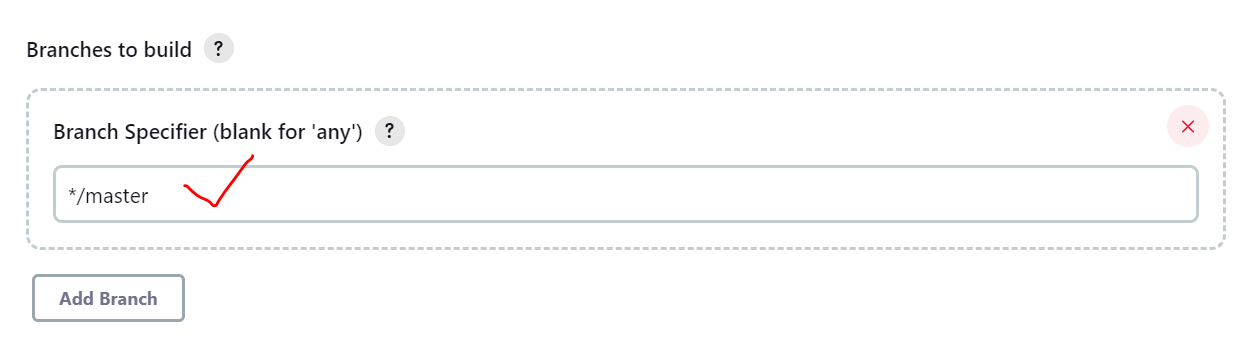 Branches to build ?
Branch Specifier (blank for 'any') ?
*/master
Add Branch